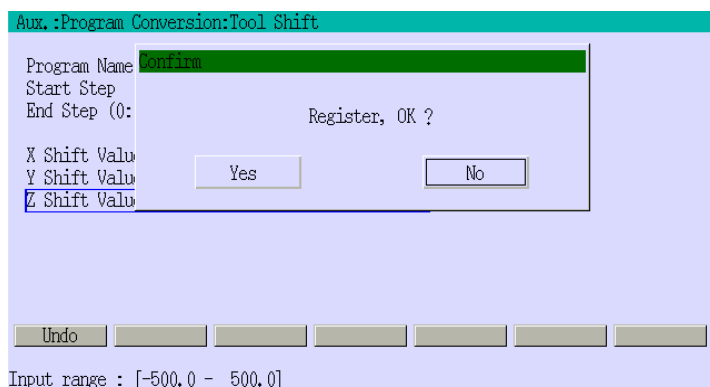 Aux.:Program Conversion:Tool Shift
Program Name
Confirm
Start Step
End Step (0:
Register, OK ?
X Shift Valu
Y Shift Valu
Z Shift Valu
Yes
No
Undo
Input range : [-500.0 - 500.0]